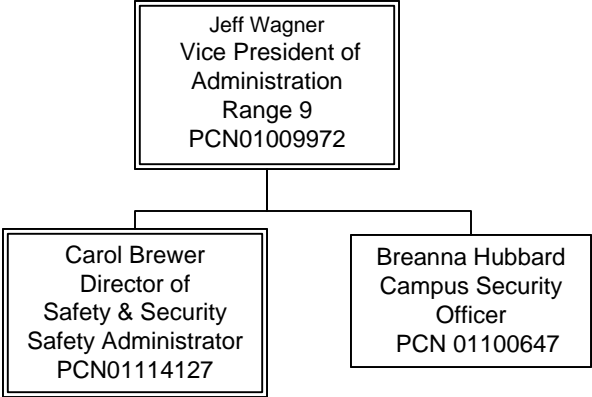 Jeff Wagner
Vice President of
Administration
Range 9
PCN01009972
Carol Brewer
Director of
Safety & Security
Safety Administrator
PCN01114127
Breanna Hubbard
Campus Security
Officer
PCN 01100647